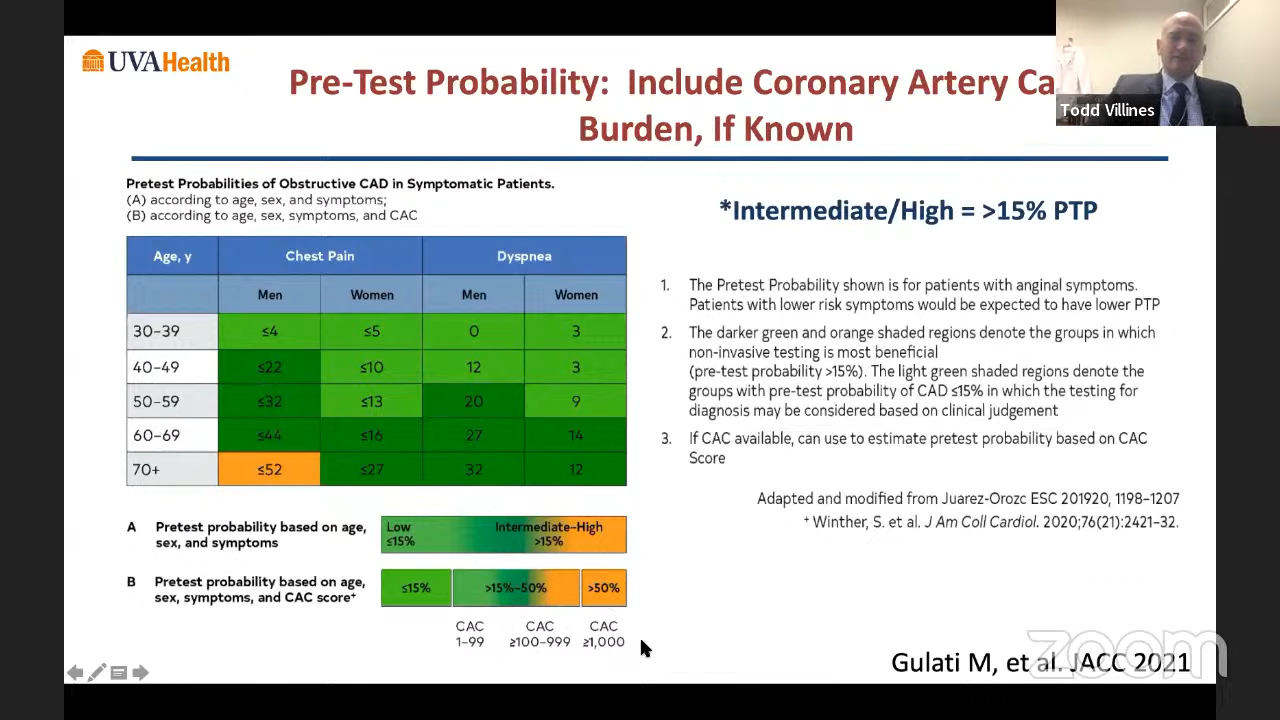 UVAHealth
Pre-Test Probability: Include Coronary Artery Ca
Burden, If Known
Todd Villines
Pretest Probabilities of Obstructive CAD in Symptomatic Patients.
(A) according to age, sex, and symptoms;
(B) according to age, sex, symptoms, and CAC
Age, y Chest Pain Dyspnea
Men Women Men Women
30–39 ≤4 ≤5 0 3
40–49 ≤22 ≤10 12 3
50–59 ≤32 ≤13 20 9
60–69 ≤44 ≤16 27 14
70+ ≤52 ≤27 32 12
A Pretest probability based on age,
sex, and symptoms
Low
≤15%
Intermediate–High
>15%
B Pretest probability based on age,
sex, symptoms, and CAC score+
≤15% >15%–50% >50%
CAC CAC CAC
1–99 ≥100–999 ≥1,000
*Intermediate/High = >15% PTP
1. The Pretest Probability shown is for patients with anginal symptoms.
Patients with lower risk symptoms would be expected to have lower PTP
2. The darker green and orange shaded regions denote the groups in which
non-invasive testing is most beneficial
(pre-test probability >15%). The light green shaded regions denote the
groups with pre-test probability of CAD ≤15% in which the testing for
diagnosis may be considered based on clinical judgement
3. If CAC available, can use to estimate pretest probability based on CAC
Score
Adapted and modified from Juarez-Orozc ESC 201920, 1198–1207
+ Winther, S. et al. J Am Coll Cardiol. 2020;76(21):2421–32.
Gulati M, et al. JACC 2021
zoom